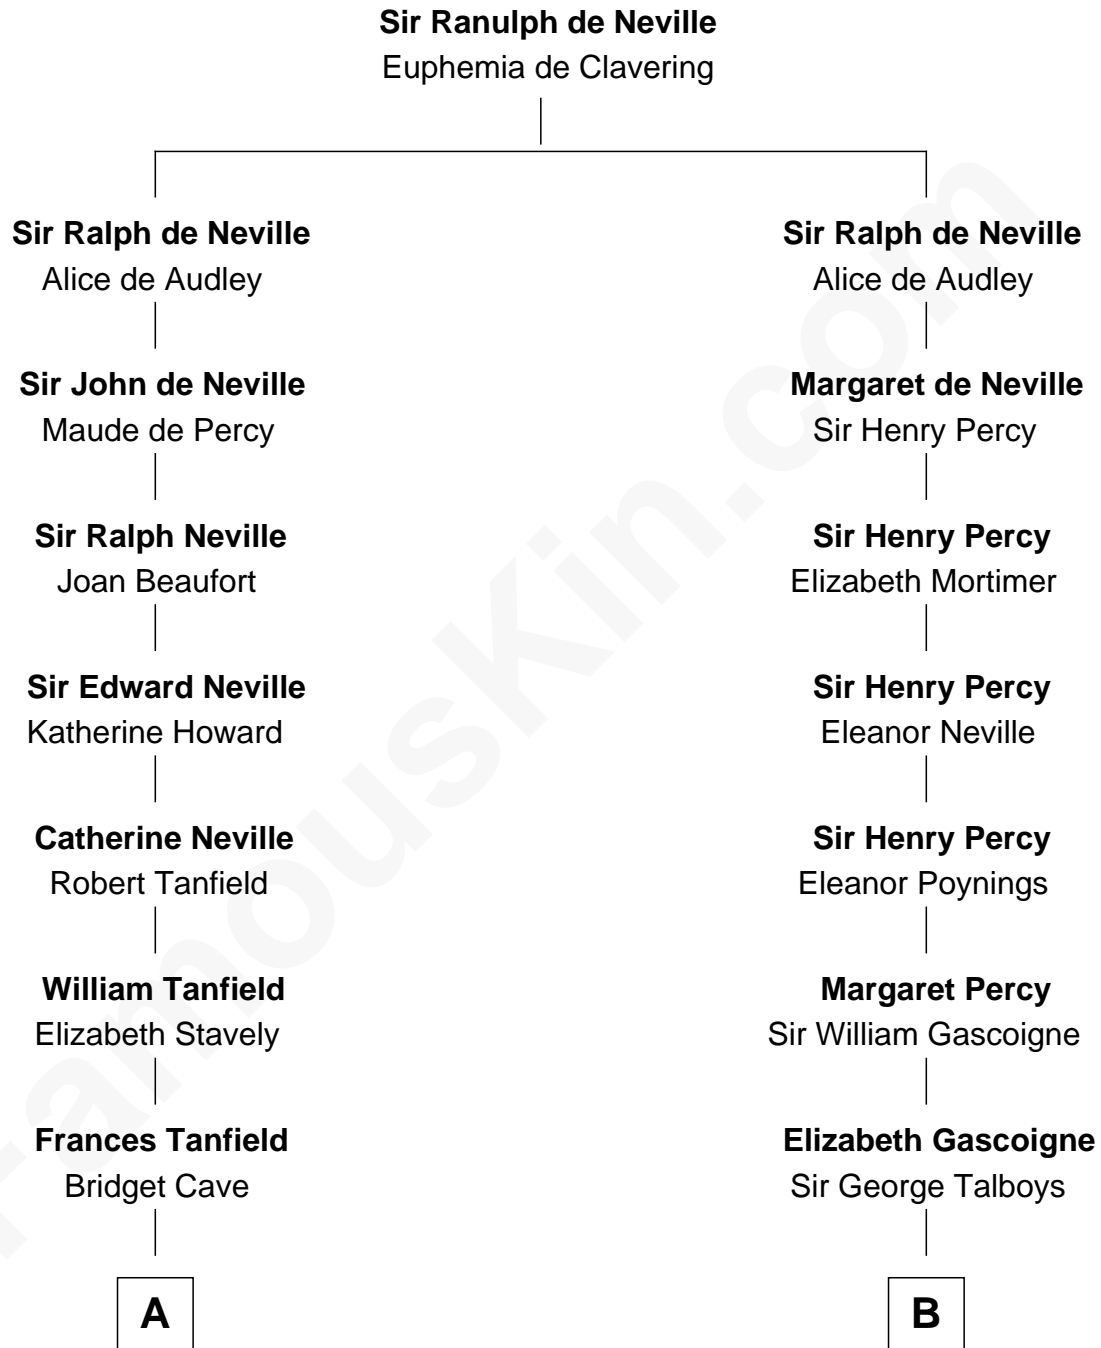 Sir Ranulph de Neville
Euphemia de Clavering
Sir Ralph de Neville
Alice de Audley
Sir John de Neville
Maude de Percy
Sir Ralph Neville
Joan Beaufort
Sir Edward Neville
Katherine Howard
Catherine Neville
Robert Tanfield
William Tanfield
Elizabeth Stavely
Frances Tanfield
Bridget Cave
A
Sir Ralph de Neville
Alice de Audley
Margaret de Neville
Sir Henry Percy
Sir Henry Percy
Elizabeth Mortimer
Sir Henry Percy
Eleanor Neville
Sir Henry Percy
Eleanor Poynings
Margaret Percy
Sir William Gascoigne
Elizabeth Gascoigne
Sir George Talboys
B
FamousKin.com